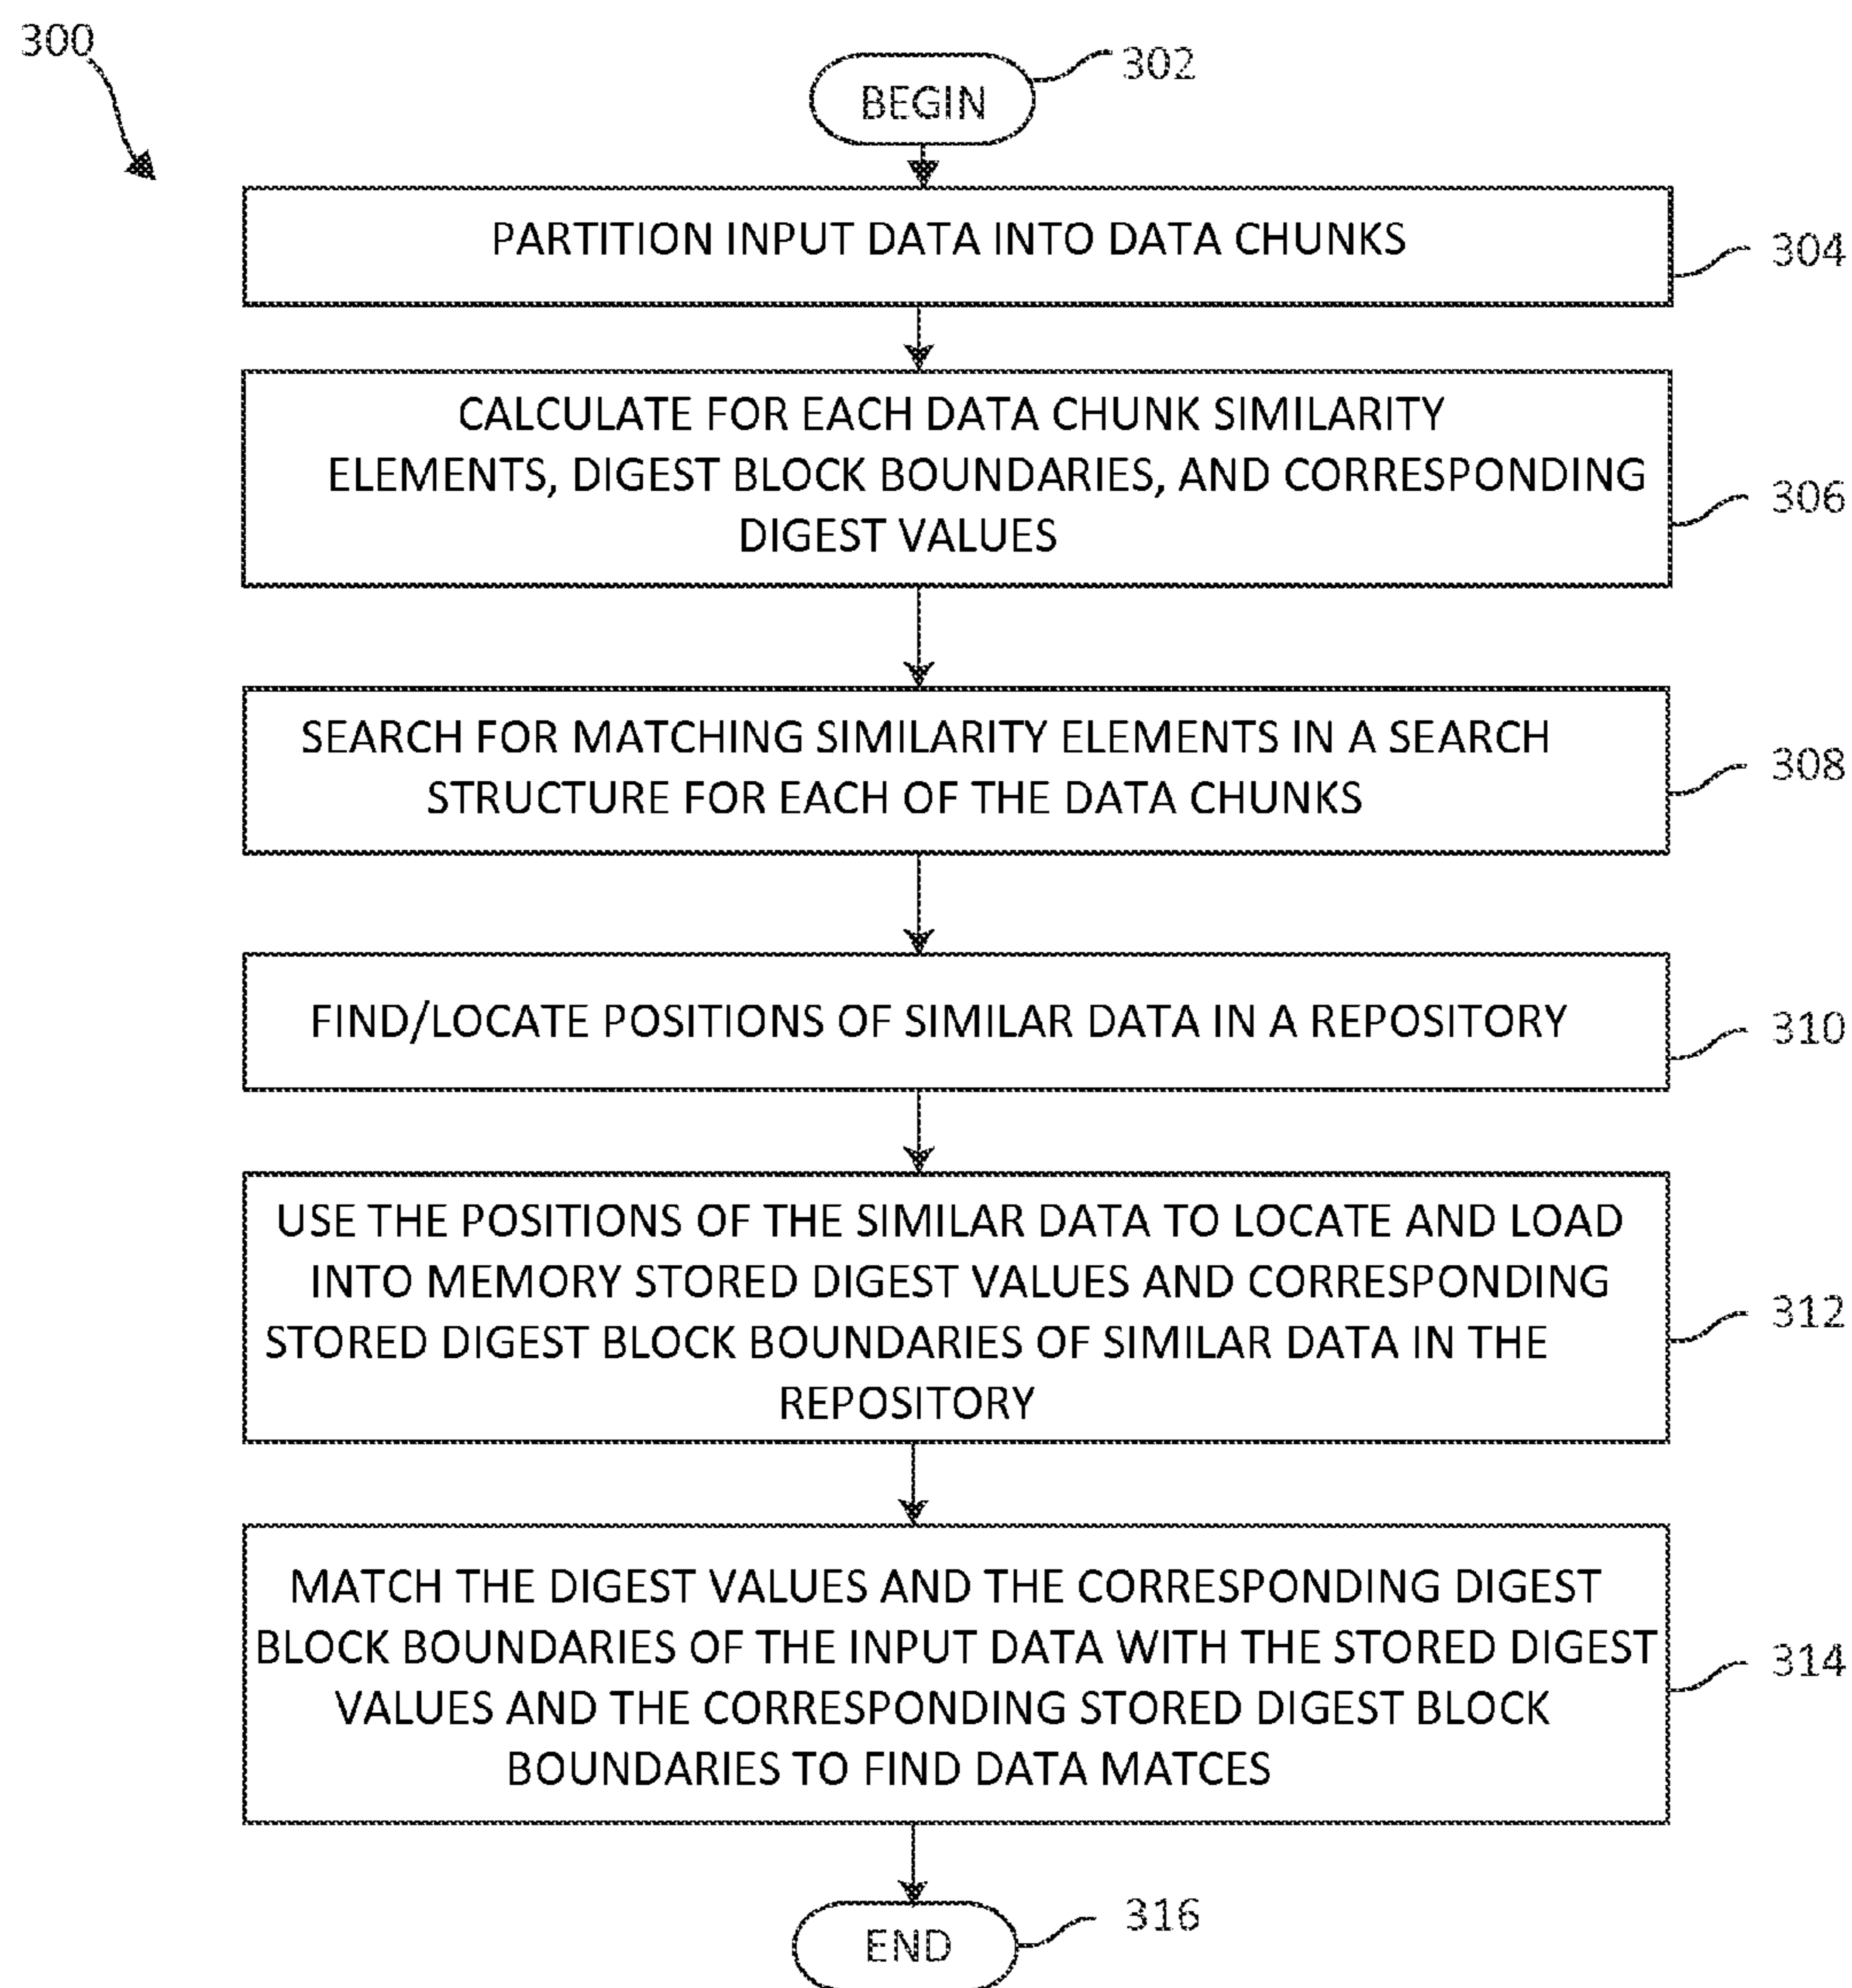 300
BEGIN
302
PARTITION INPUT DATA INTO DATA CHUNKS
304
CALCULATE FOR EACH DATA CHUNK SIMILARITY
ELEMENTS, DIGEST BLOCK BOUNDARIES, AND CORRESPONDING
DIGEST VALUES
306
SEARCH FOR MATCHING SIMILARITY ELEMENTS IN A SEARCH
STRUCTURE FOR EACH OF THE DATA CHUNKS
308
FIND/LOCATE POSITIONS OF SIMILAR DATA IN A REPOSITORY
310
USE THE POSITIONS OF THE SIMILAR DATA TO LOCATE AND LOAD
INTO MEMORY STORED DIGEST VALUES AND CORRESPONDING
STORED DIGEST BLOCK BOUNDARIES OF SIMILAR DATA IN THE
REPOSITORY
312
MATCH THE DIGEST VALUES AND THE CORRESPONDING DIGEST
BLOCK BOUNDARIES OF THE INPUT DATA WITH THE STORED DIGEST
VALUES AND THE CORRESPONDING STORED DIGEST BLOCK
BOUNDARIES TO FIND DATA MATCES
314
END
316